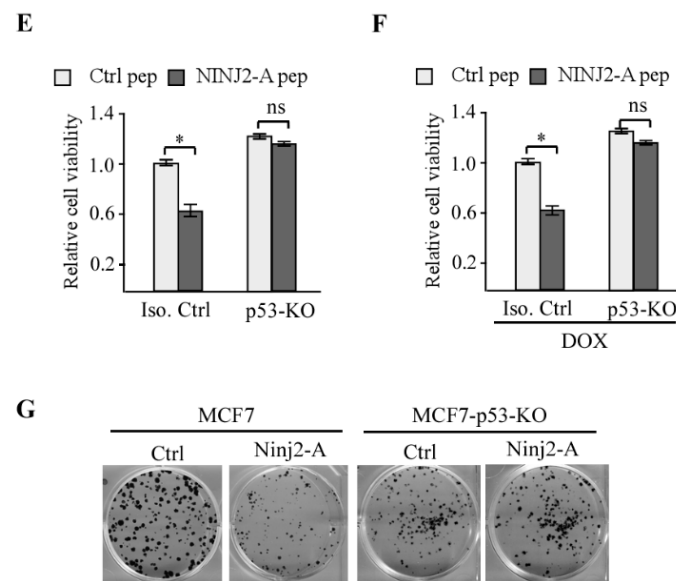 E
Ctrl pep NINJ2-A pep
Relative cell viability
1.4
1.0
0.6
0.2
*
ns
Iso. Ctrl p53-KO
F
Ctrl pep NINJ2-A pep
Relative cell viability
1.4
1.0
0.6
0.2
*
ns
Iso. Ctrl p53-KO
DOX
G
MCF7 MCF7-p53-KO
Ctrl Ninj2-A Ctrl Ninj2-A